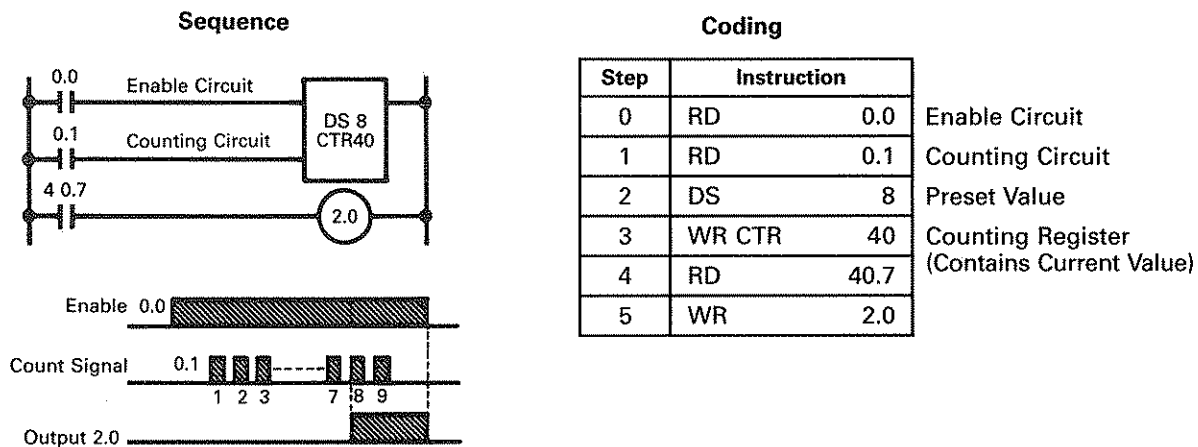 Sequence
0.0
Enable Circuit
DS 8
CTR40
0.1
Counting Circuit
4 0.7
2.0
Enable 0.0
Count Signal 0.1
1 2 3 7 8 9
Output 2.0
Coding
Step Instruction
0 RD 0.0 Enable Circuit
1 RD 0.1 Counting Circuit
2 DS 8 Preset Value
3 WR CTR 40 Counting Register
(Contains Current Value)
4 RD 40.7
5 WR 2.0